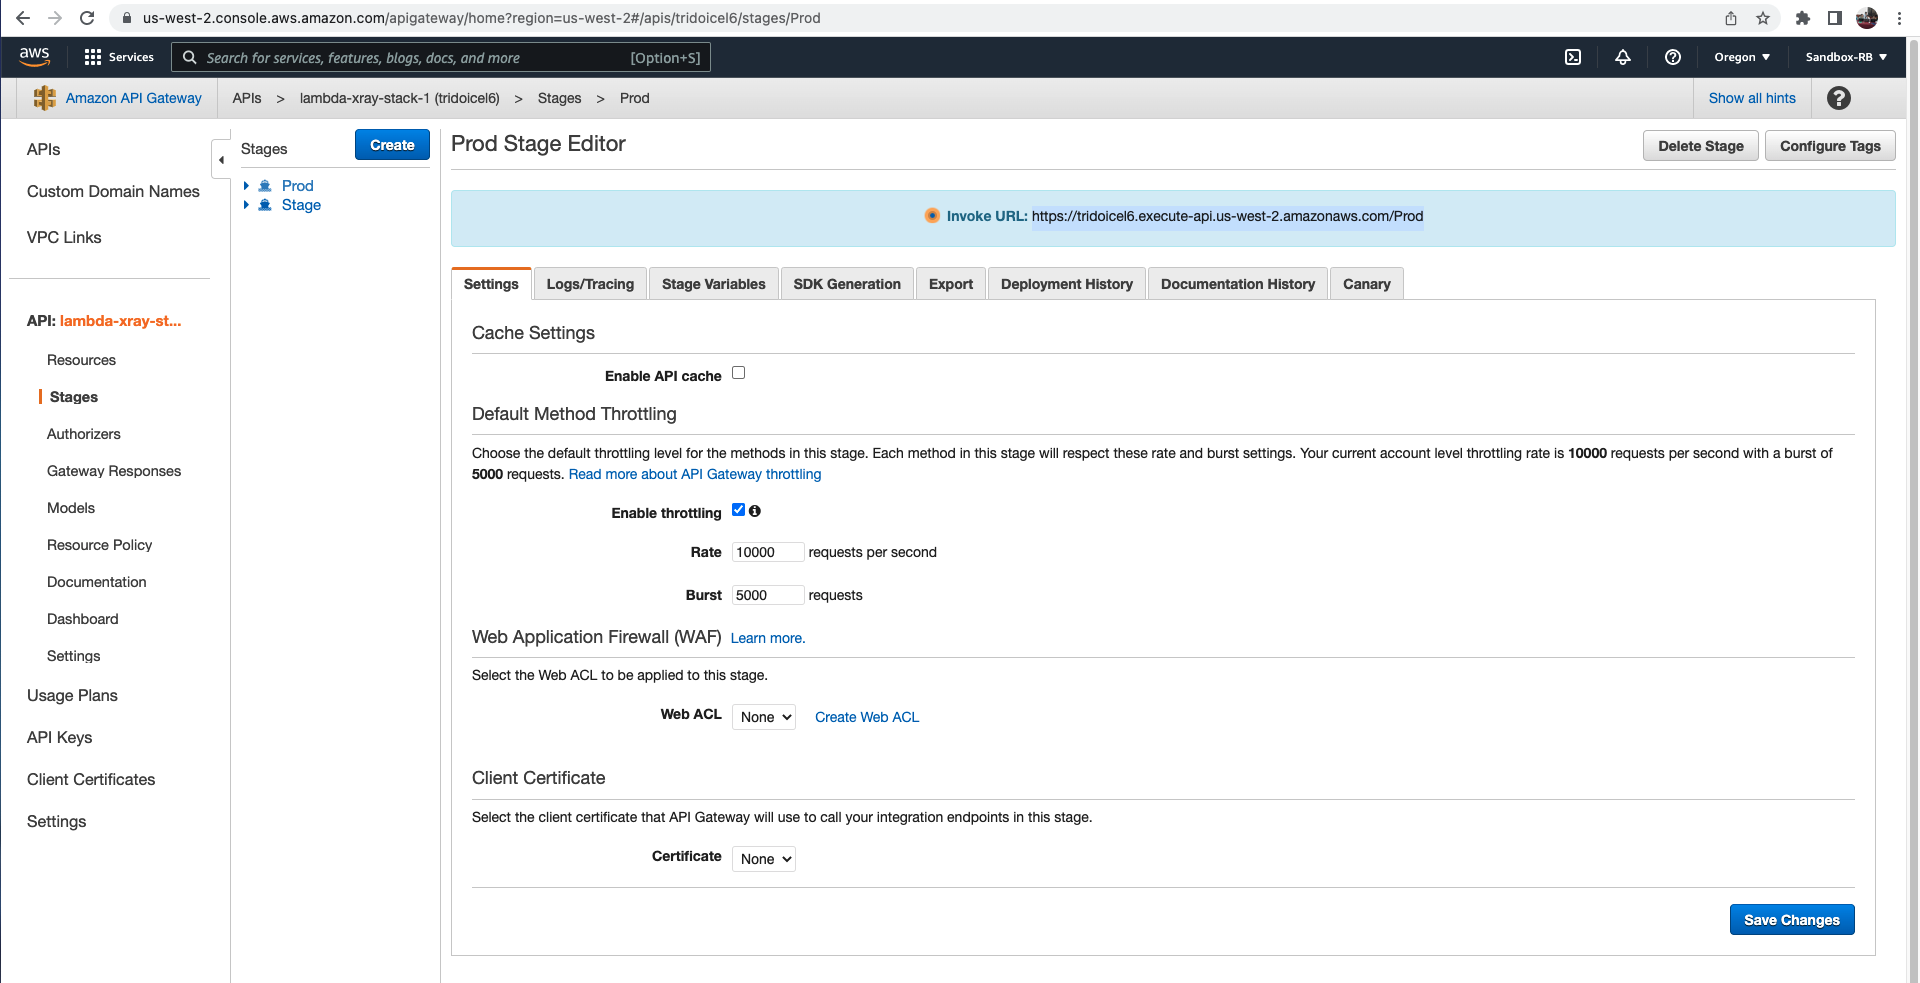 us-west-2.console.aws.amazon.com/apigateway/home?region=us-west-2#/apis/tridoicel6/stages/Prod
aws
Services
Search for services, features, blogs, docs, and more [Option+S]
Oregon
Sandbox-RB
Amazon API Gateway
APIs > lambda-xray-stack-1 (tridoicel6) > Stages > Prod
Show all hints
APIs
Custom Domain Names
VPC Links
API: lambda-xray-st...
Resources
Stages
Authorizers
Gateway Responses
Models
Resource Policy
Documentation
Dashboard
Settings
Usage Plans
API Keys
Client Certificates
Settings
Stages
Create
Prod
Stage
Prod Stage Editor
Delete Stage
Configure Tags
Invoke URL: https://tridoicel6.execute-api.us-west-2.amazonaws.com/Prod
Settings
Logs/Tracing
Stage Variables
SDK Generation
Export
Deployment History
Documentation History
Canary
Cache Settings
Enable API cache
Default Method Throttling
Choose the default throttling level for the methods in this stage. Each method in this stage will respect these rate and burst settings. Your current account level throttling rate is 10000 requests per second with a burst of
5000 requests. Read more about API Gateway throttling
Enable throttling
Rate 10000 requests per second
Burst 5000 requests
Web Application Firewall (WAF) Learn more.
Select the Web ACL to be applied to this stage.
Web ACL None Create Web ACL
Client Certificate
Select the client certificate that API Gateway will use to call your integration endpoints in this stage.
Certificate None
Save Changes